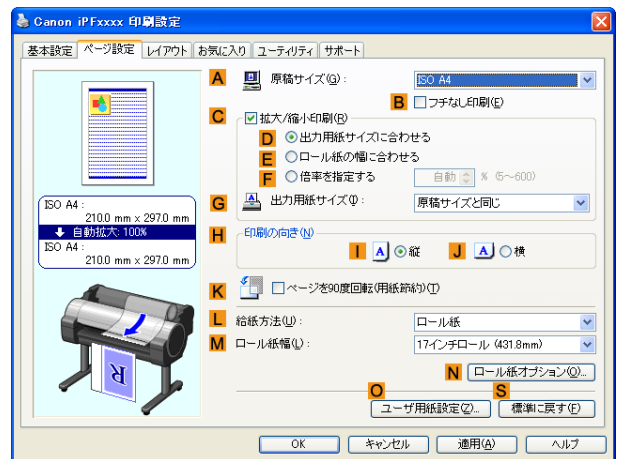 Canon iPFxxxx 印刷設定
基本設定 ページ設定 レイアウト お気に入り ユーティリティ サポート
A 原稿サイズ(G): ISO A4
B フチなし印刷(E)
C 拡大/縮小印刷(R)
D 出力用紙サイズに合わせる
E ロール紙の幅に合わせる
F 倍率を指定する 自動 % (5~600)
G 出力用紙サイズ(I): 原稿サイズと同じ
ISO A4 :
210.0 mm x 297.0 mm
自動拡大: 100%
ISO A4 :
210.0 mm x 297.0 mm
H 印刷の向き(N)
I A 縦 J A 横
K ページを90度回転(用紙節約)(T)
L 給紙方法(U): ロール紙
M ロール紙幅(L): 17インチロール (431.8mm)
R
N ロール紙オプション(O)...
O S
ユーザ用紙設定(Z)... 標準に戻す(F)
OK キャンセル 適用(A) ヘルプ